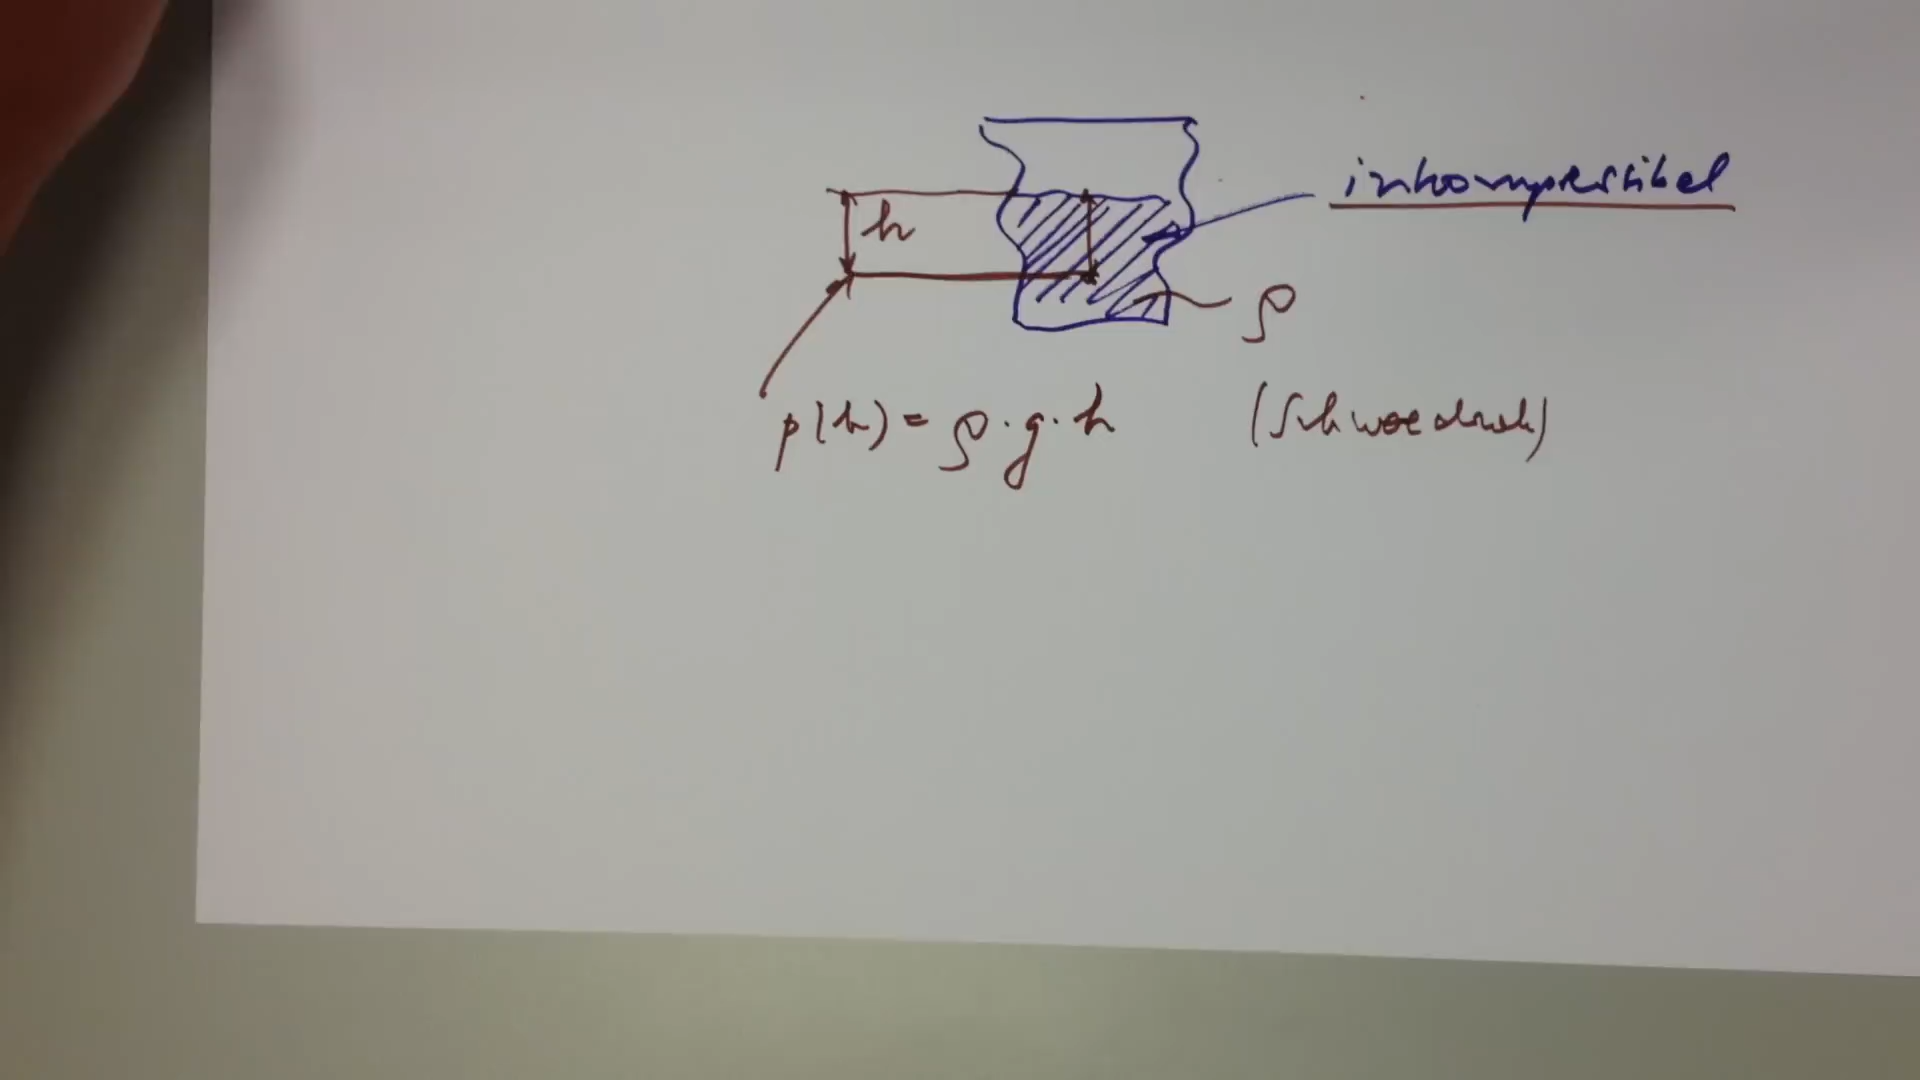 inkompressibel
h
ρ
p(h) = ρ · g · h (Schweredruck)